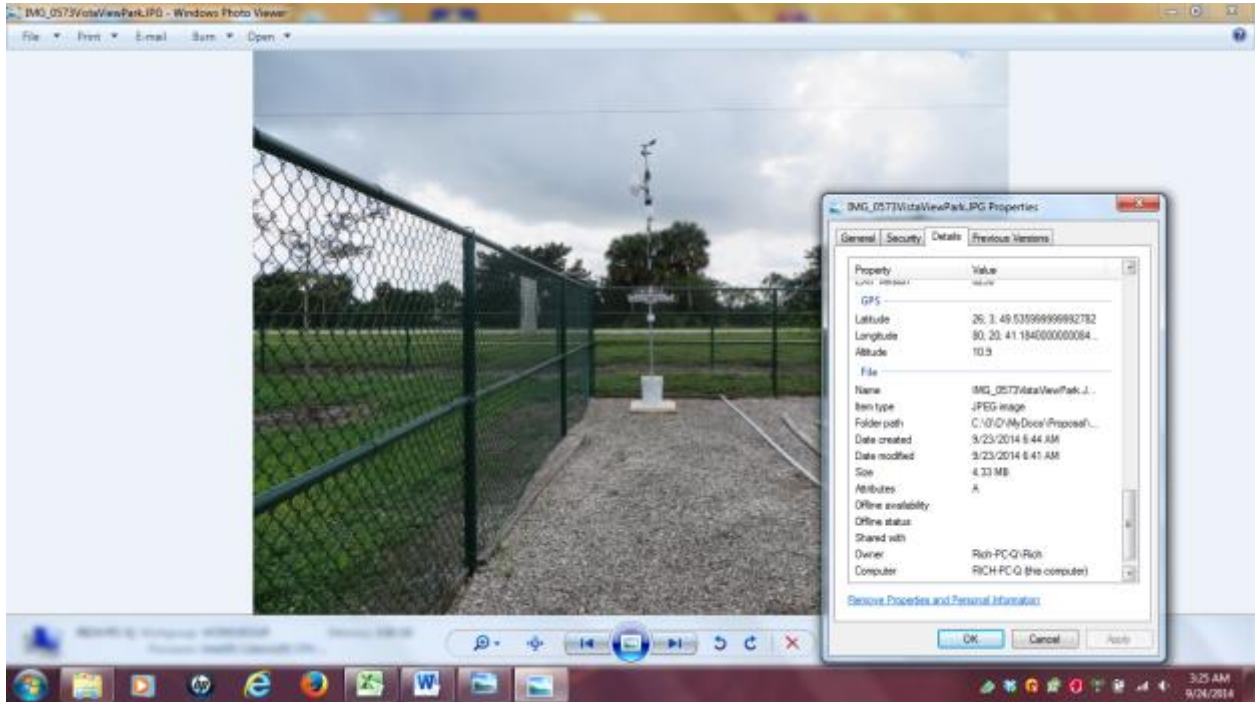 IMG_0573VistaViewPark.JPG - Windows Photo Viewer
File Print E-mail Burn Open
IMG_0573VistaViewPark.JPG Properties
General Security Details Previous Versions
Property Value
GPS
Latitude 26; 3; 49.535999999992782
Longitude 80; 20; 41.1840000000084...
Altitude 10.9
File
Name IMG_0573VistaViewPark.J...
Item type JPEG image
Folder path
Date created 9/23/2014 6:44 AM
Date modified 9/23/2014 6:41 AM
Size 4.33 MB
Attributes A
Offline availability
Offline status
Shared with
Owner Rich-PC-Q\Rich
Computer RICH-PC-Q (this computer)
Remove Properties and Personal Information
OK Cancel Apply
3:25 AM
9/24/2014